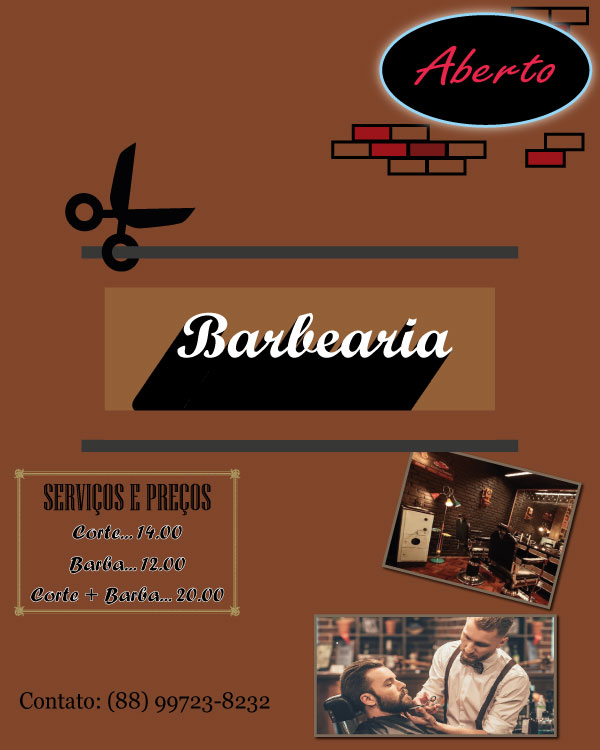 Aberto
Barbearia
SERVIÇOS E PREÇOS
Corte... 14.00
Barba... 12.00
Corte + Barba... 20.00
Contato: (88) 99723-8232